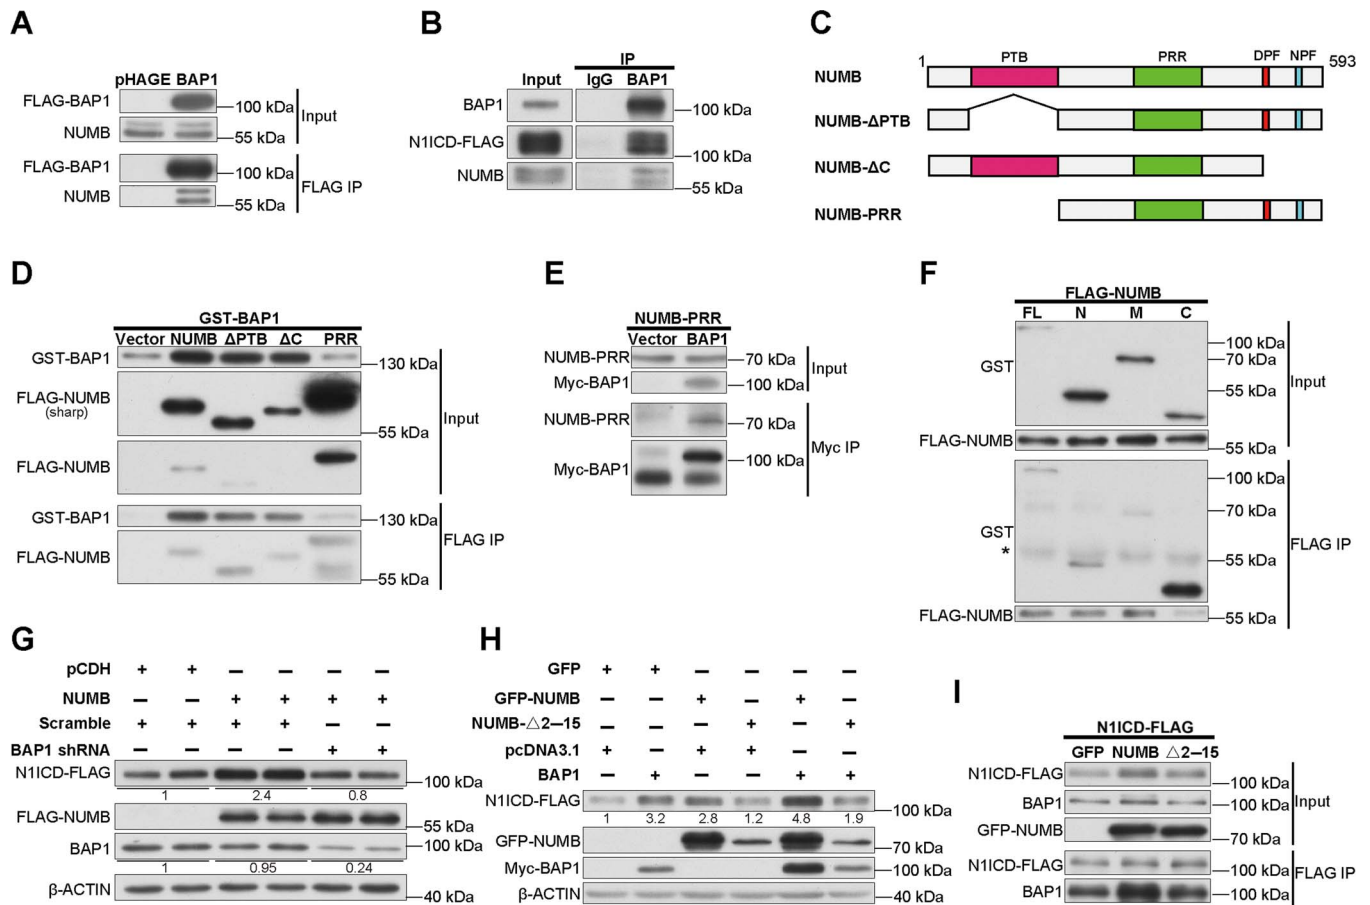 A
pHAGE BAP1
FLAG-BAP1
100 kDa
NUMB
55 kDa
Input
FLAG-BAP1
100 kDa
NUMB
55 kDa
FLAG IP
B
IP
Input IgG BAP1
BAP1
100 kDa
N1ICD-FLAG
100 kDa
NUMB
55 kDa
C
1 PTB PRR DPF NPF 593
NUMB
NUMB-ΔPTB
NUMB-ΔC
NUMB-PRR
D
GST-BAP1
Vector NUMB ΔPTB ΔC PRR
GST-BAP1
130 kDa
FLAG-NUMB
(sharp)
55 kDa
Input
FLAG-NUMB
GST-BAP1
130 kDa
FLAG-NUMB
55 kDa
FLAG IP
E
NUMB-PRR
Vector BAP1
NUMB-PRR
70 kDa
Myc-BAP1
100 kDa
Input
NUMB-PRR
70 kDa
Myc-BAP1
100 kDa
Myc IP
F
FLAG-NUMB
FL N M C
GST
100 kDa
70 kDa
55 kDa
Input
FLAG-NUMB
55 kDa
100 kDa
70 kDa
GST
*
55 kDa
FLAG IP
FLAG-NUMB
55 kDa
G
pCDH + + – – – –
NUMB – – + + + +
Scramble + + + + – –
BAP1 shRNA – – – – + +
N1ICD-FLAG
100 kDa
1 2.4 0.8
FLAG-NUMB
55 kDa
BAP1
100 kDa
1 0.95 0.24
β-ACTIN
40 kDa
H
GFP + + – – – –
GFP-NUMB – – + – + –
NUMB-△2–15 – – – + – +
pcDNA3.1 + – + + – –
BAP1 – + – – + +
N1ICD-FLAG
100 kDa
1 3.2 2.8 1.2 4.8 1.9
GFP-NUMB
70 kDa
Myc-BAP1
100 kDa
β-ACTIN
40 kDa
I
N1ICD-FLAG
GFP NUMB △2–15
N1ICD-FLAG
100 kDa
BAP1
100 kDa
GFP-NUMB
70 kDa
Input
N1ICD-FLAG
100 kDa
BAP1
100 kDa
FLAG IP